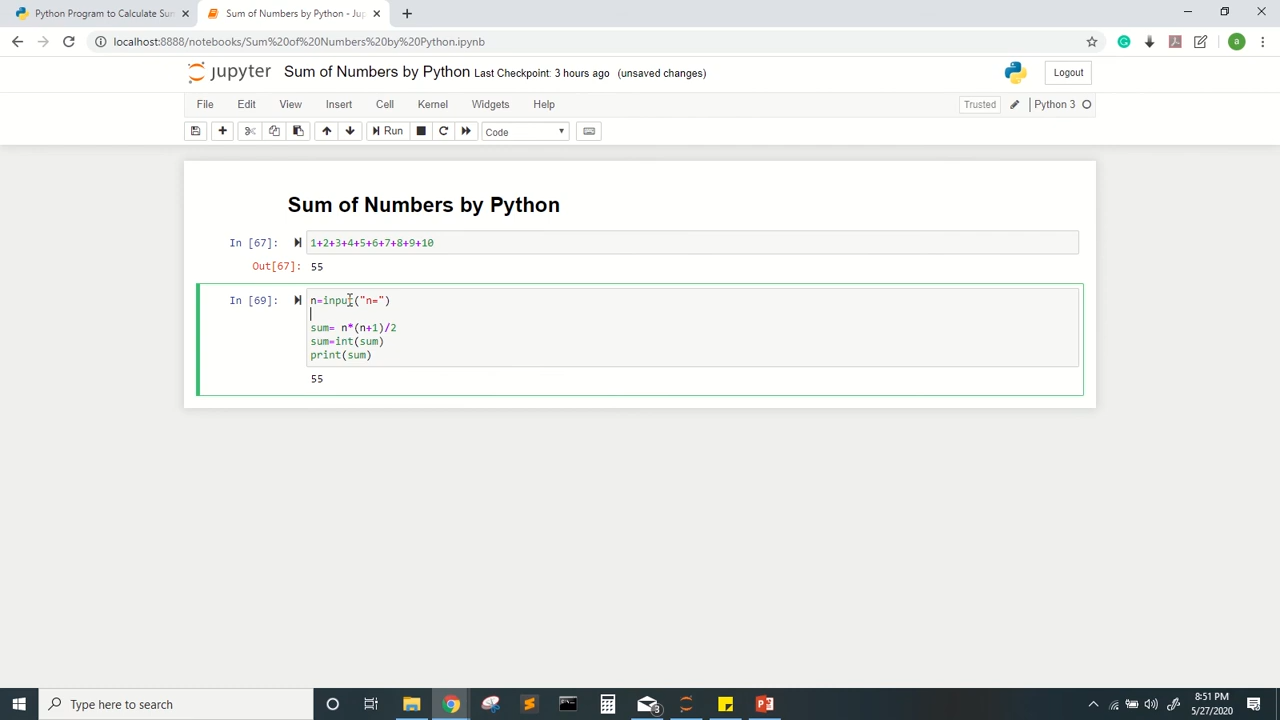 Python Program to Calculate Sum
Sum of Numbers by Python - Jup
localhost:8888/notebooks/Sum%20of%20Numbers%20by%20Python.ipynb
a
jupyter Sum of Numbers by Python Last Checkpoint: 3 hours ago (unsaved changes)
Logout
File Edit View Insert Cell Kernel Widgets Help
Trusted
Python 3
Run
Code
Sum of Numbers by Python
In [67]: 1+2+3+4+5+6+7+8+9+10
Out[67]: 55
In [69]: n=input("n=")
sum= n*(n+1)/2
sum=int(sum)
print(sum)
55
Type here to search
3
8:51 PM
5/27/2020